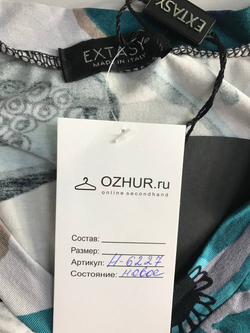 EXTASY
MADE IN ITALY
EXTASY
OZHUR.ru
online secondhand
Состав:
Размер:
Артикул: Н-6227
Состояние: новое